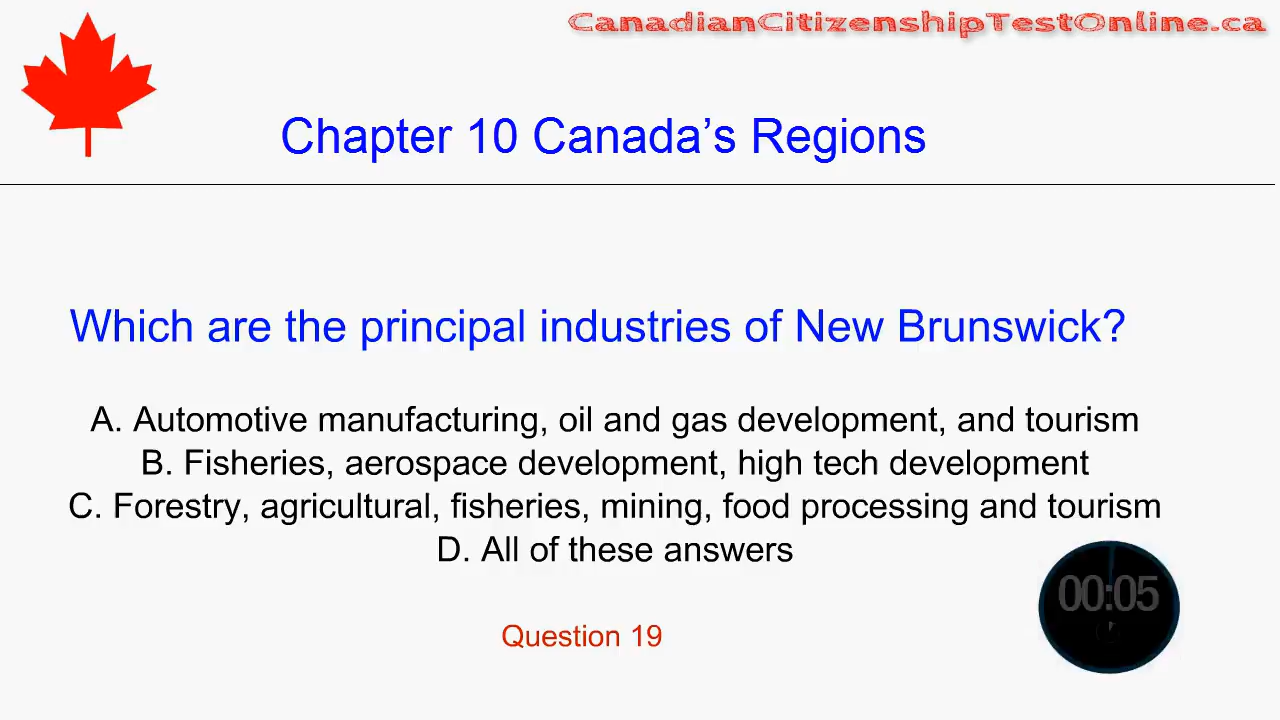 CanadianCitizenshipTestOnline.ca
Chapter 10 Canada’s Regions
Which are the principal industries of New Brunswick?
A. Automotive manufacturing, oil and gas development, and tourism
B. Fisheries, aerospace development, high tech development
C. Forestry, agricultural, fisheries, mining, food processing and tourism
D. All of these answers
00:05
Question 19